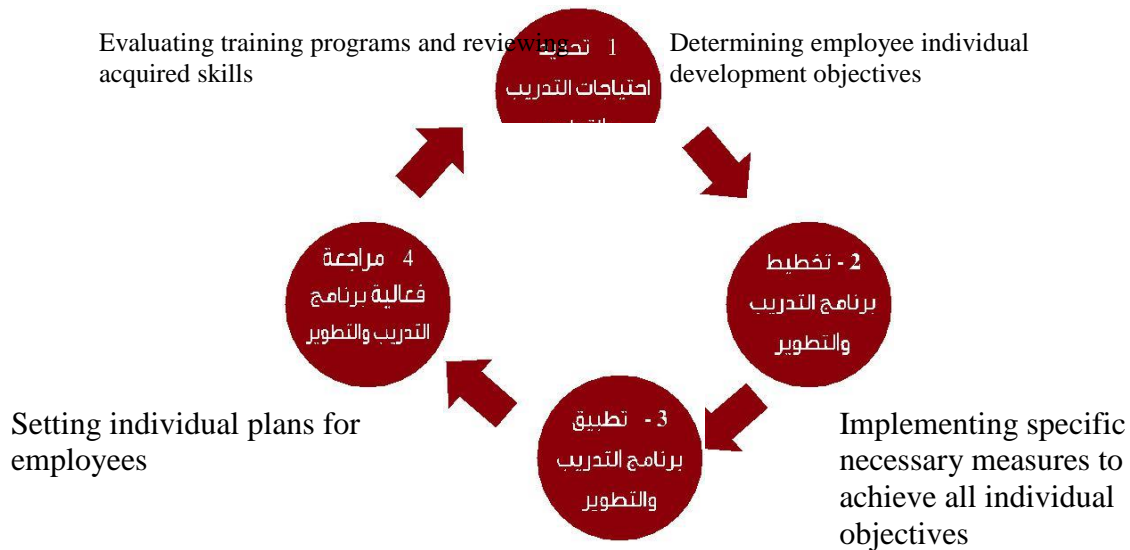 Evaluating training programs and reviewing
acquired skills
Determining employee individual
development objectives
1 تحديد
احتياجات التدريب
2 - تخطيط
برنامج التدريب
والتطوير
3 - تطبيق
برنامج التدريب
والتطوير
4 مراجعة
فعالية برنامج
التدريب والتطوير
Setting individual plans for
employees
Implementing specific
necessary measures to
achieve all individual
objectives